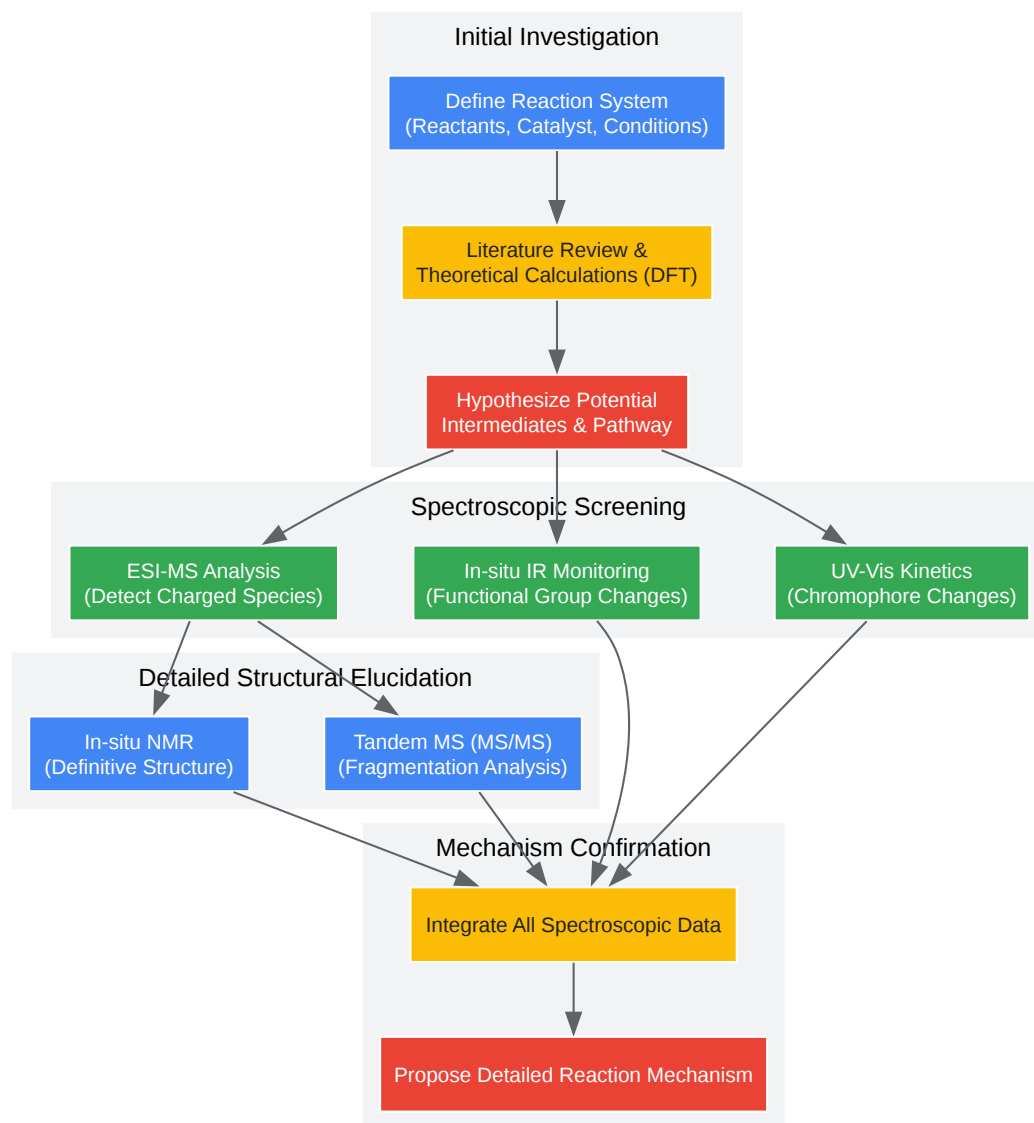 Initial Investigation
Define Reaction System
(Reactants, Catalyst, Conditions)
Literature Review &
Theoretical Calculations (DFT)
Hypothesize Potential
Intermediates & Pathway
Spectroscopic Screening
ESI-MS Analysis
(Detect Charged Species)
In-situ IR Monitoring
(Functional Group Changes)
UV-Vis Kinetics
(Chromophore Changes)
Detailed Structural Elucidation
In-situ NMR
(Definitive Structure)
Tandem MS (MS/MS)
(Fragmentation Analysis)
Mechanism Confirmation
Integrate All Spectroscopic Data
Propose Detailed Reaction Mechanism